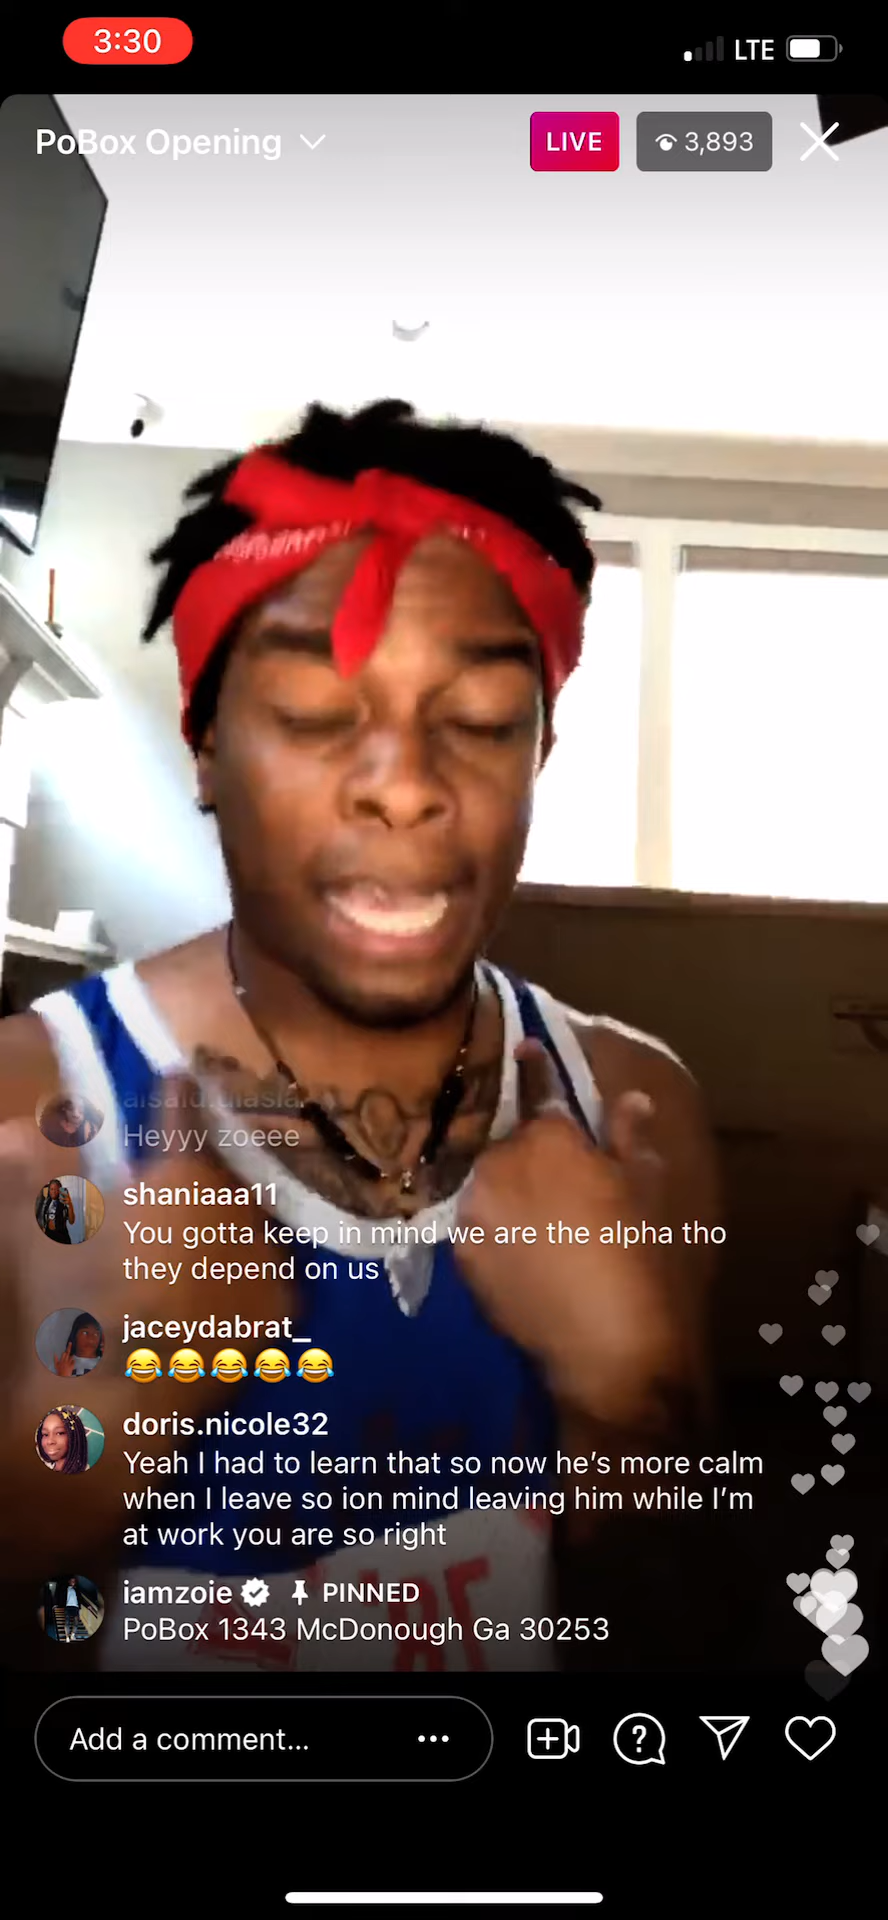 3:30
LTE
PoBox Opening
LIVE
3,893
Heyyy zoeee
shaniaaa11
You gotta keep in mind we are the alpha tho
they depend on us
jaceydabrat_
😂😂😂😂😂
doris.nicole32
Yeah I had to learn that so now he's more calm
when I leave so ion mind leaving him while I'm
at work you are so right
iamzoie PINNED
PoBox 1343 McDonough Ga 30253
Add a comment...